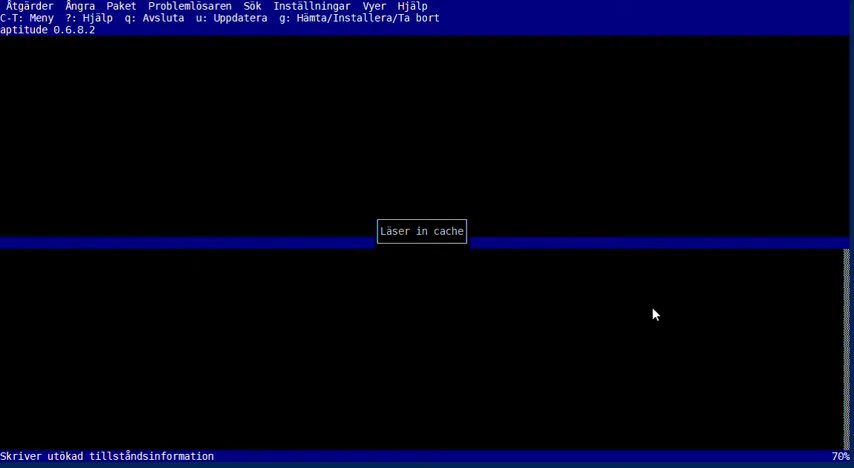 Åtgärder Ångra Paket Problemlösaren Sök Inställningar Vyer Hjälp
C-T: Meny ?: Hjälp q: Avsluta u: Uppdatera g: Hämta/Installera/Ta bort
aptitude 0.6.8.2
Läser in cache
Skriver utökad tillståndsinformation 70%